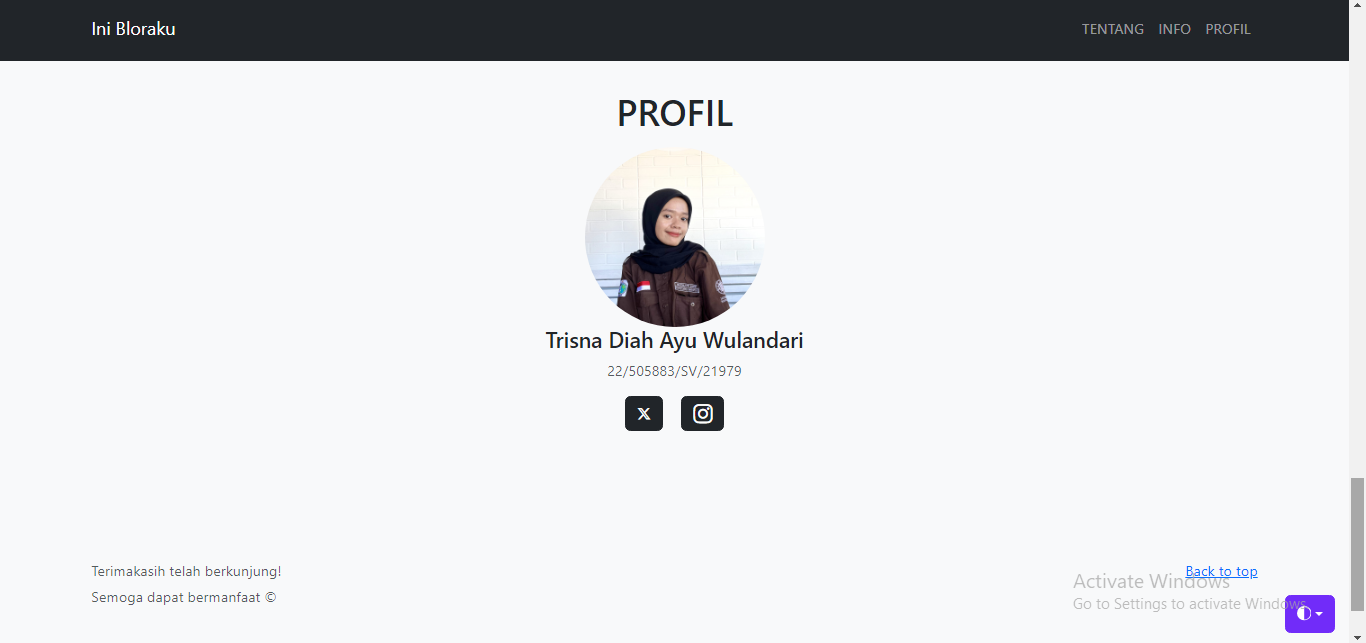 Ini Bloraku
TENTANG INFO PROFIL
PROFIL
Trisna Diah Ayu Wulandari
22/505883/SV/21979
Terimakasih telah berkunjung!
Back to top
Semoga dapat bermanfaat ©
Activate Windows
Go to Settings to activate Windows.